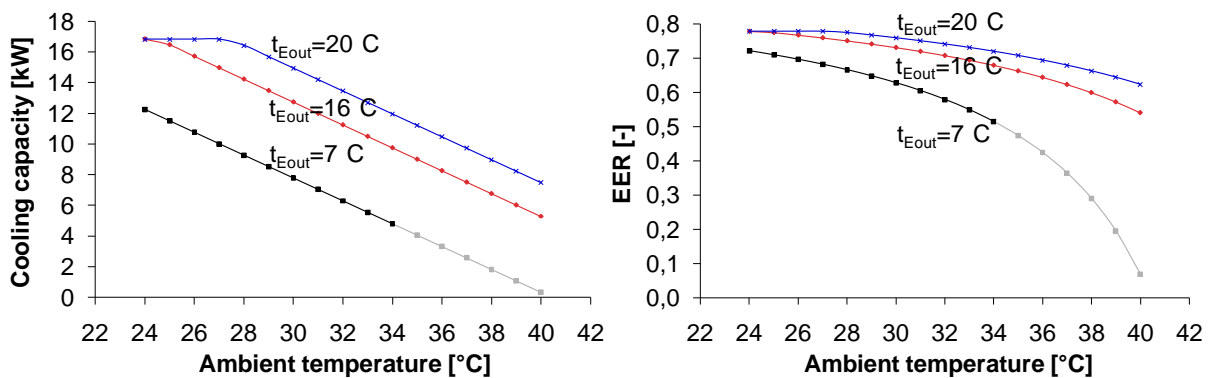 18
16
14
12
10
8
6
4
2
0
Cooling capacity [kW]
t_Eout=20 C
t_Eout=16 C
t_Eout=7 C
22 24 26 28 30 32 34 36 38 40 42
Ambient temperature [°C]
0,8
0,7
0,6
0,5
0,4
0,3
0,2
0,1
0,0
EER [-]
t_Eout=20 C
t_Eout=16 C
t_Eout=7 C
22 24 26 28 30 32 34 36 38 40 42
Ambient temperature [°C]